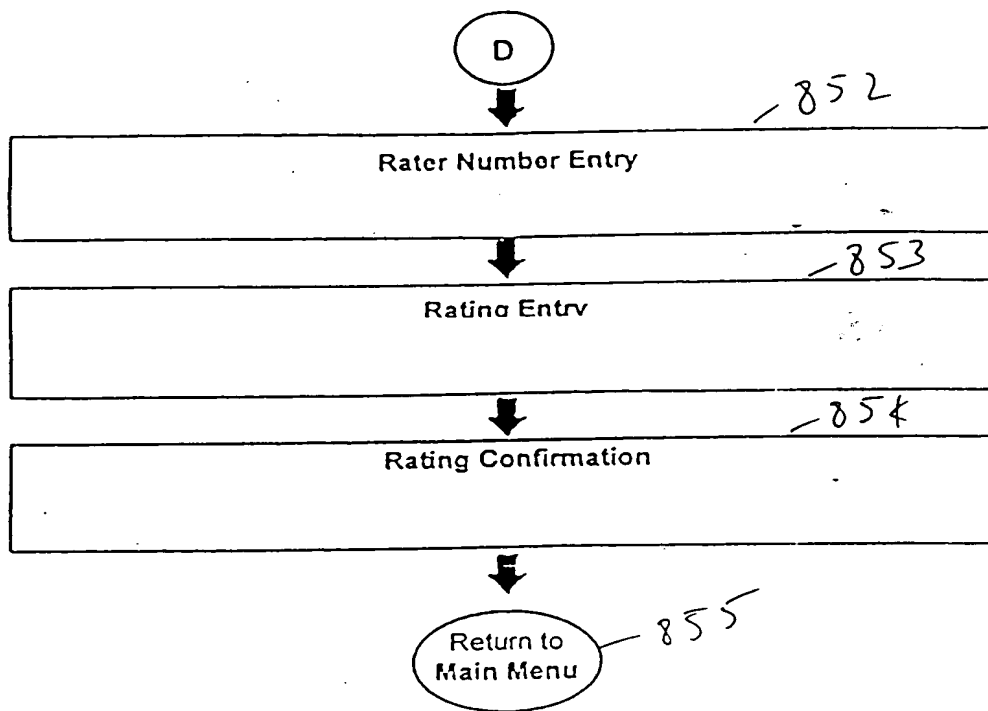 D
852
Rater Number Entry
853
Rating Entry
854
Rating Confirmation
Return to
Main Menu
855